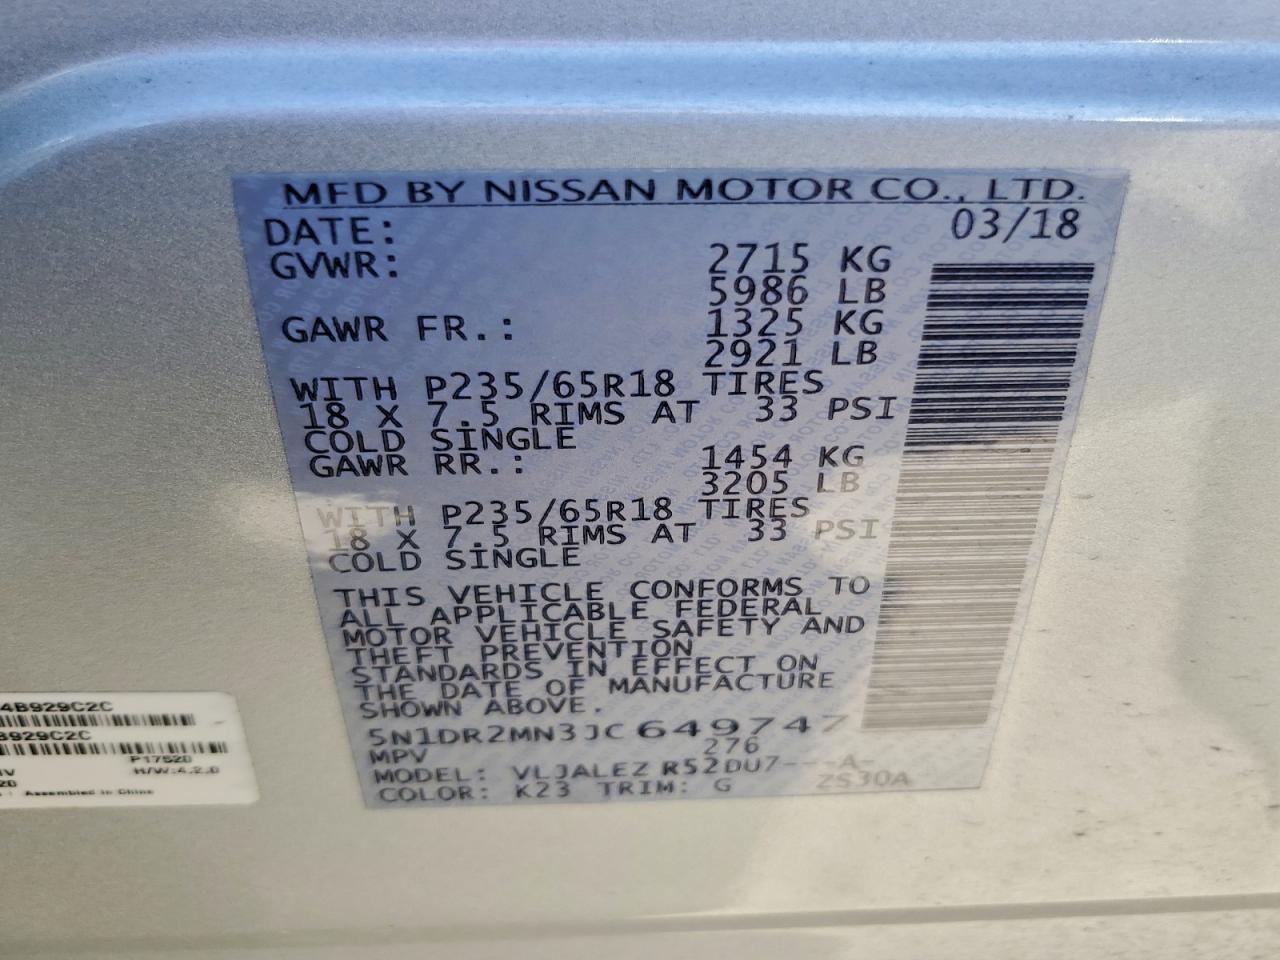 MFD BY NISSAN MOTOR CO., LTD.
DATE: 03/18
GVWR: 2715 KG
5986 LB
GAWR FR.: 1325 KG
2921 LB
WITH P235/65R18 TIRES
18 X 7.5 RIMS AT 33 PSI
COLD SINGLE
GAWR RR.: 1454 KG
3205 LB
WITH P235/65R18 TIRES
18 X 7.5 RIMS AT 33 PSI
COLD SINGLE
THIS VEHICLE CONFORMS TO
ALL APPLICABLE FEDERAL
MOTOR VEHICLE SAFETY AND
THEFT PREVENTION
STANDARDS IN EFFECT ON
THE DATE OF MANUFACTURE
SHOWN ABOVE.
5N1DR2MN3JC649747
MPV 276
MODEL: VLJALEZ R52DU7---A-
COLOR: K23 TRIM: G ZS30A
4B929C2C
B929C2C
P17520
H/W:4.2.0
Assembled in China